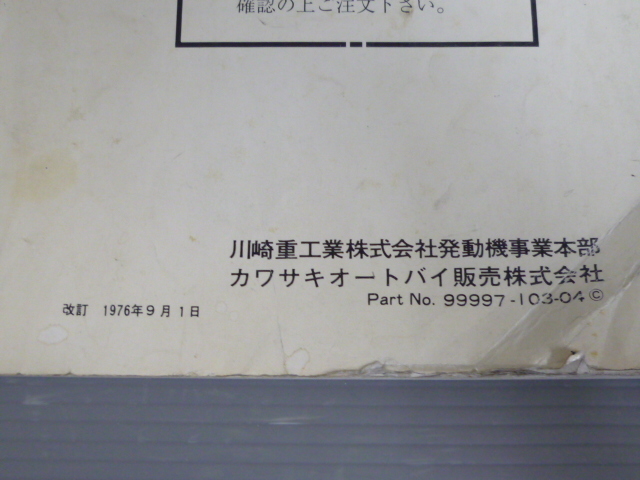 確認の上ご注文下さい。
川崎重工業株式会社発動機事業本部
カワサキオートバイ販売株式会社
Part No. 99997-103-04©
改訂 1976年9月1日